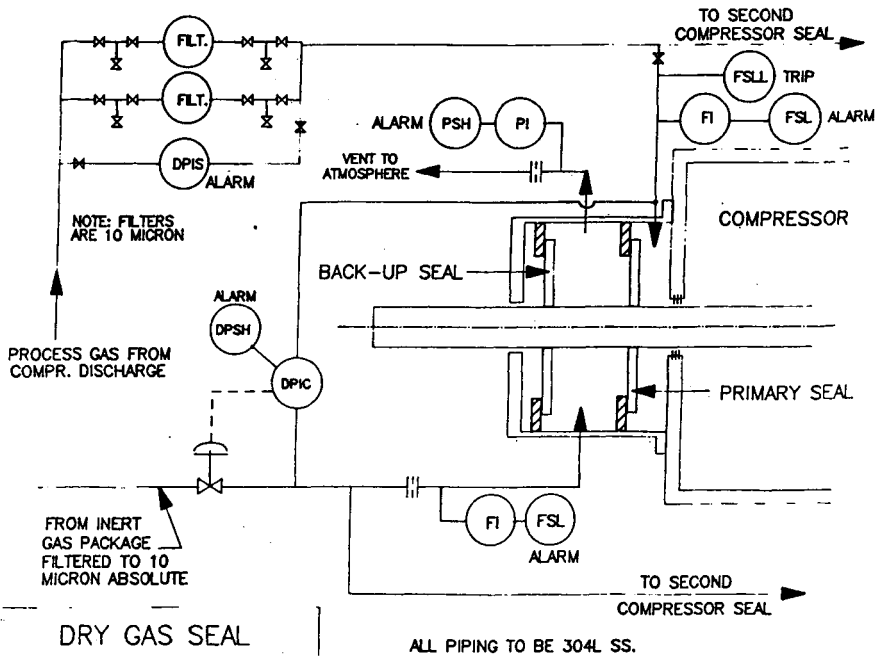 TO SECOND
COMPRESSOR SEAL
FILT.
FSLL
TRIP
FILT.
ALARM
PSH
PI
FI
FSL
ALARM
DPIS
ALARM
VENT TO
ATMOSPHERE
NOTE: FILTERS
ARE 10 MICRON
COMPRESSOR
BACK-UP SEAL
ALARM
DPSH
PROCESS GAS FROM
COMPR. DISCHARGE
DPIC
PRIMARY SEAL
FROM INERT
GAS PACKAGE
FILTERED TO 10
MICRON ABSOLUTE
FI
FSL
ALARM
TO SECOND
COMPRESSOR SEAL
DRY GAS SEAL
ALL PIPING TO BE 304L SS.